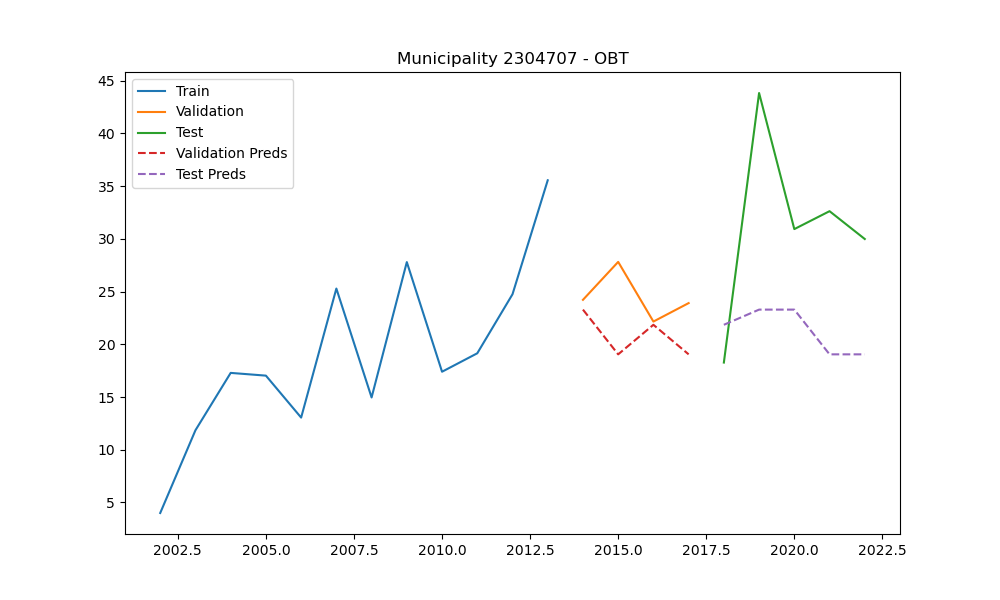 Municipality 2304707 - OBT
Train
Validation
Test
Validation Preds
Test Preds
45
40
35
30
25
20
15
10
5
2002.5 2005.0 2007.5 2010.0 2012.5 2015.0 2017.5 2020.0 2022.5